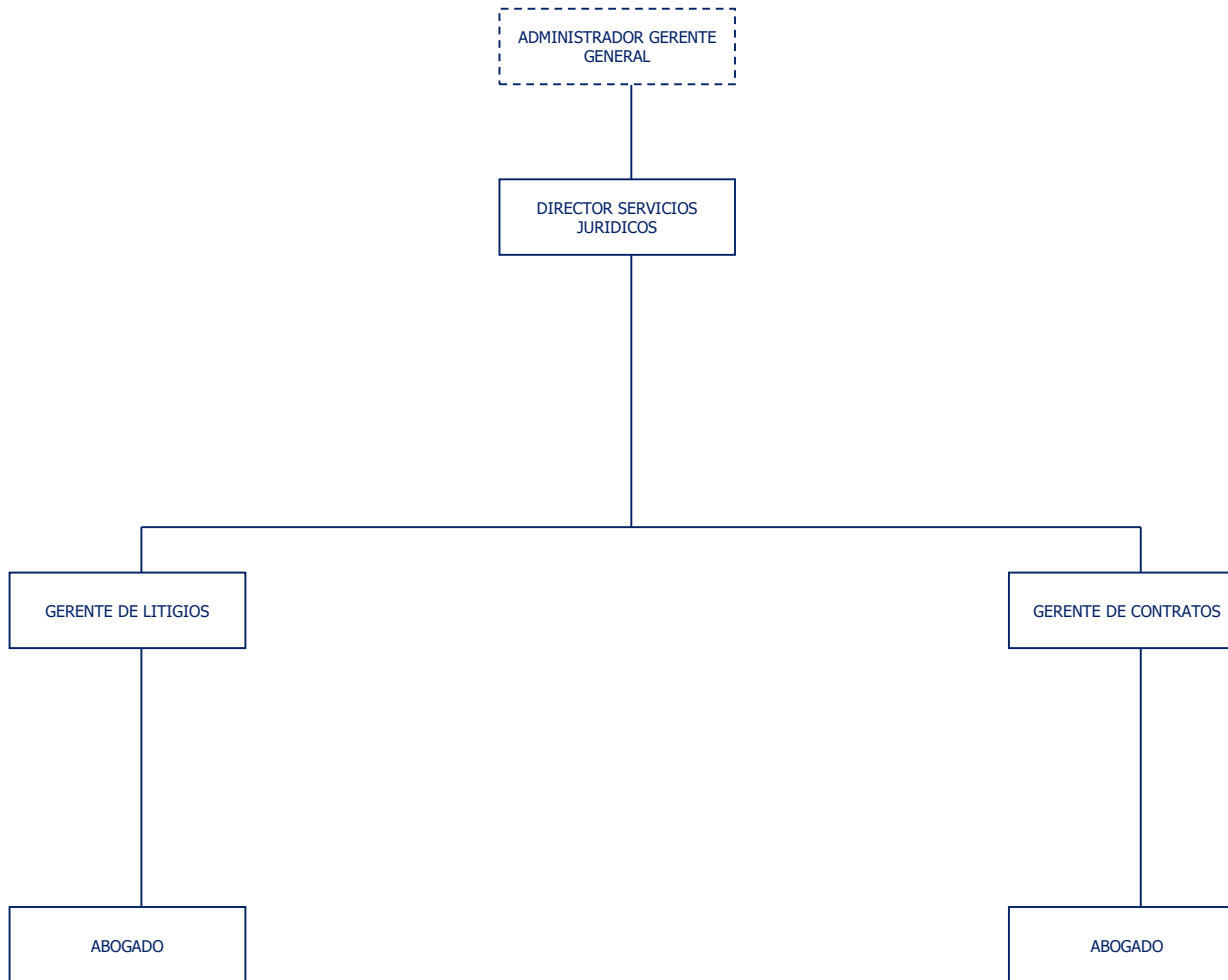 ADMINISTRADOR GERENTE
GENERAL
DIRECTOR SERVICIOS
JURIDICOS
GERENTE DE LITIGIOS
GERENTE DE CONTRATOS
ABOGADO
ABOGADO